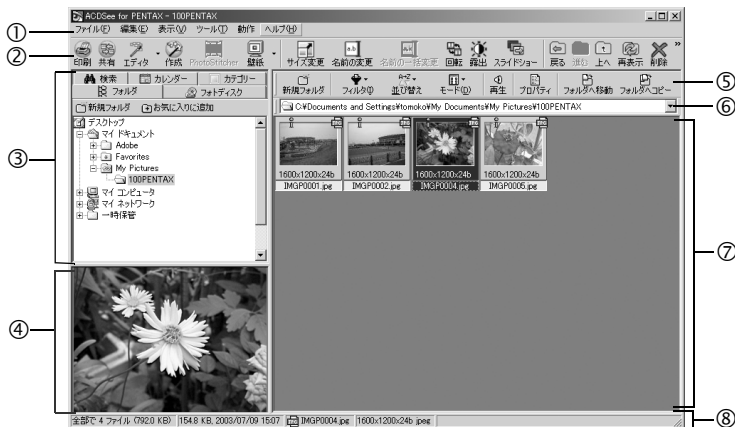 ACDSee for PENTAX - 100PENTAX
① ファイル(F) 編集(E) 表示(V) ツール(T) 動作 ヘルプ(H)
② 印刷 共有 エディタ 作成 PhotoStitcher 壁紙 サイズ変更 名前の変更 名前の一括変更 回転 露出 スライドショー 戻る 進む 上へ 再表示 削除 »
③ 検索 カレンダー カテゴリー
フォルダ フォトディスク
新規フォルダ お気に入りに追加
デスクトップ
マイ ドキュメント
Adobe
Favorites
My Pictures
100PENTAX
マイ コンピュータ
マイ ネットワーク
一時保管
④
⑤ 新規フォルダ フィルタ(I) 並び替え モード(D) 再生 プロパティ フォルダへ移動 フォルダへコピー
⑥ C:¥Documents and Settings¥tomoko¥My Documents¥My Pictures¥100PENTAX
1600x1200x24b 1600x1200x24b 1600x1200x24b 1600x1200x24b
IMGP0001.jpg IMGP0002.jpg IMGP0004.jpg IMGP0005.jpg
⑦
全部で 4 ファイル (792.0 KB) 154.8 KB, 2003/07/09 15:07 IMGP0004.jpg 1600x1200x24b jpeg
⑧